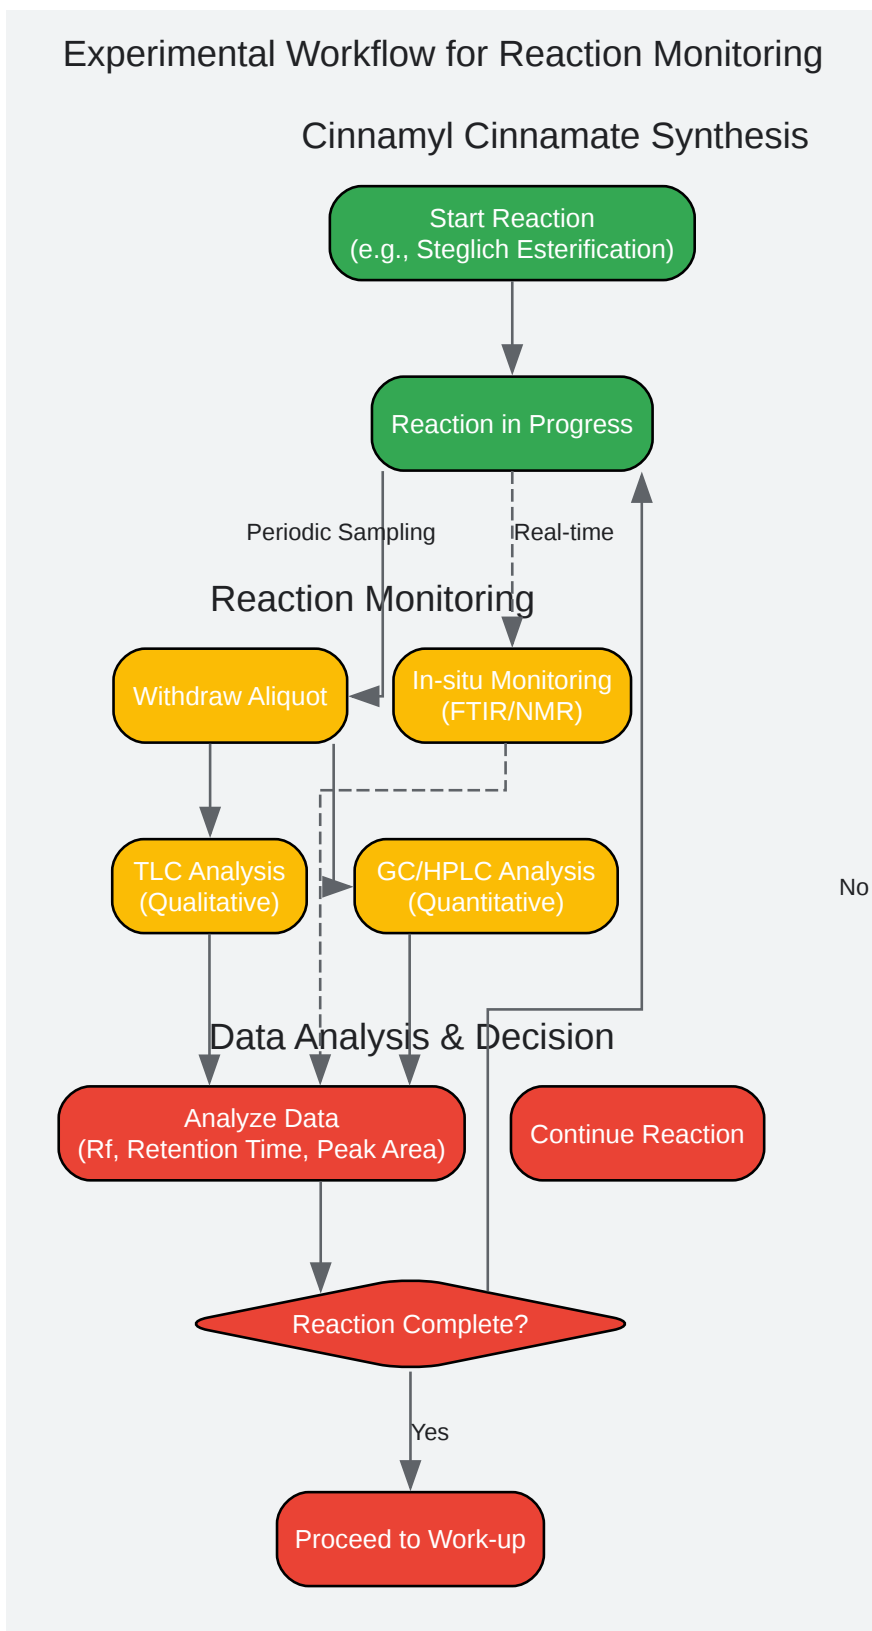 Experimental Workflow for Reaction Monitoring
Cinnamyl Cinnamate Synthesis
Start Reaction
(e.g., Steglich Esterification)
Reaction in Progress
Periodic Sampling
Real-time
Reaction Monitoring
Withdraw Aliquot
In-situ Monitoring
(FTIR/NMR)
TLC Analysis
(Qualitative)
GC/HPLC Analysis
(Quantitative)
No
Data Analysis & Decision
Analyze Data
(Rf, Retention Time, Peak Area)
Continue Reaction
Reaction Complete?
Yes
Proceed to Work-up